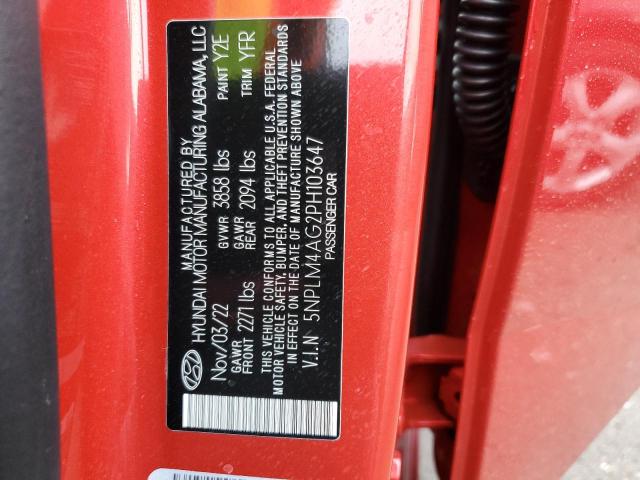 MANUFACTURED BY
HYUNDAI MOTOR MANUFACTURING ALABAMA, LLC
Nov/03/22 GVWR 3858 lbs PAINT Y2E
GAWR FRONT 2271 lbs GAWR REAR 2094 lbs TRIM YFR
THIS VEHICLE CONFORMS TO ALL APPLICABLE U.S.A. FEDERAL
MOTOR VEHICLE SAFETY, BUMPER, AND THEFT PREVENTION STANDARDS
IN EFFECT ON THE DATE OF MANUFACTURE SHOWN ABOVE
V.I.N 5NPLM4AG2PH103647
PASSENGER CAR